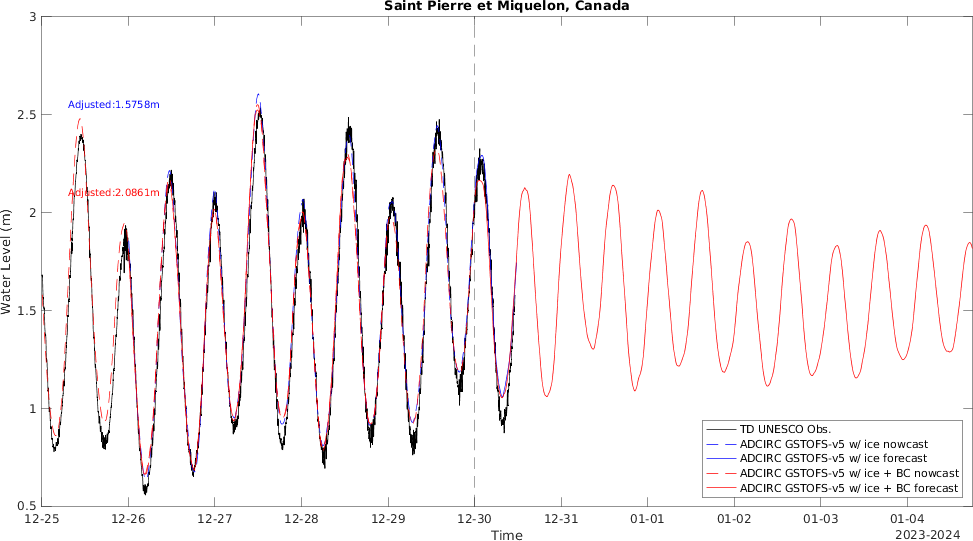 Saint Pierre et Miquelon, Canada
3
2.5
2
1.5
1
0.5
Water Level (m)
Adjusted:1.5758m
Adjusted:2.0861m
TD UNESCO Obs.
ADCIRC GSTOFS-v5 w/ ice nowcast
ADCIRC GSTOFS-v5 w/ ice forecast
ADCIRC GSTOFS-v5 w/ ice + BC nowcast
ADCIRC GSTOFS-v5 w/ ice + BC forecast
12-25 12-26 12-27 12-28 12-29 12-30 12-31 01-01 01-02 01-03 01-04
Time
2023-2024